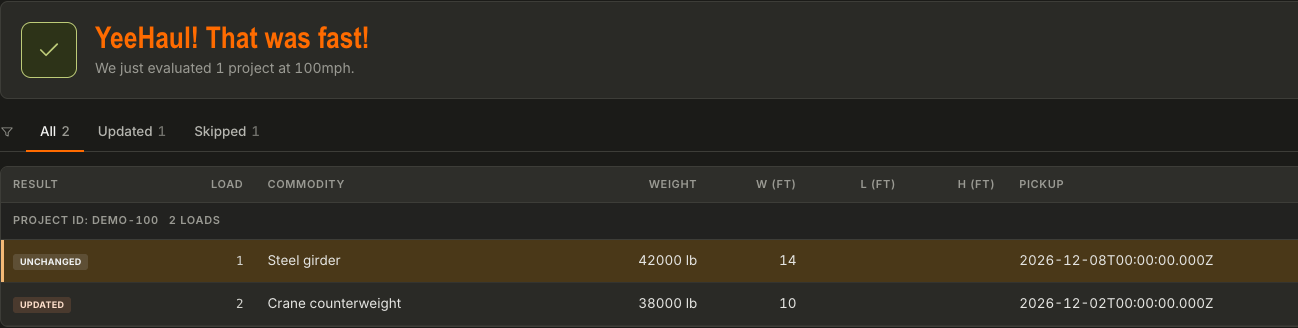 YeeHaul! That was fast!
We just evaluated 1 project at 100mph.
All 2 Updated 1 Skipped 1
RESULT LOAD COMMODITY WEIGHT W (FT) L (FT) H (FT) PICKUP
PROJECT ID: DEMO-100 2 LOADS
UNCHANGED 1 Steel girder 42000 lb 14 2026-12-08T00:00:00.000Z
UPDATED 2 Crane counterweight 38000 lb 10 2026-12-02T00:00:00.000Z